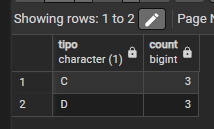 Showing rows: 1 to 2 Page N
tipo
character (1) count
bigint
1 C 3
2 D 3